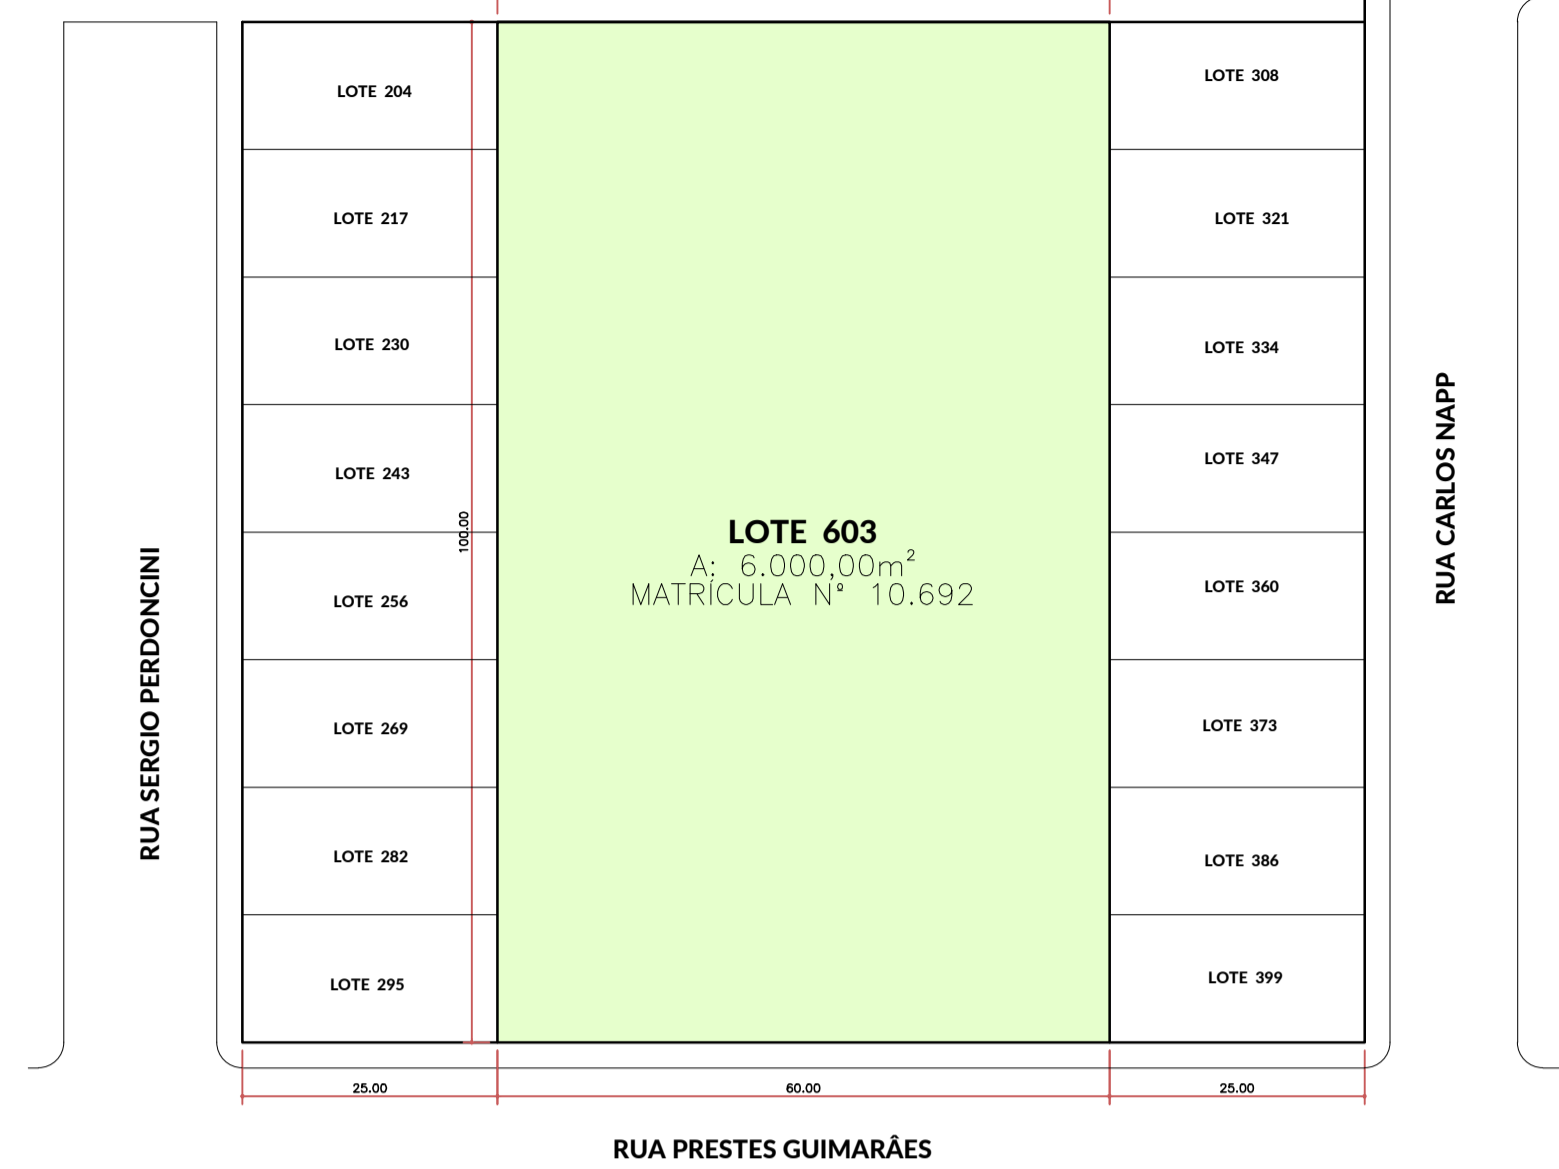 LOTE 204
LOTE 308
LOTE 217
LOTE 321
LOTE 230
LOTE 334
LOTE 243
LOTE 347
100.00
LOTE 603
A: 6.000,00m²
MATRÍCULA Nº 10.692
LOTE 256
LOTE 360
LOTE 269
LOTE 373
LOTE 282
LOTE 386
LOTE 295
LOTE 399
RUA SERGIO PERDONCINI
RUA CARLOS NAPP
25.00
60.00
25.00
RUA PRESTES GUIMARÂES